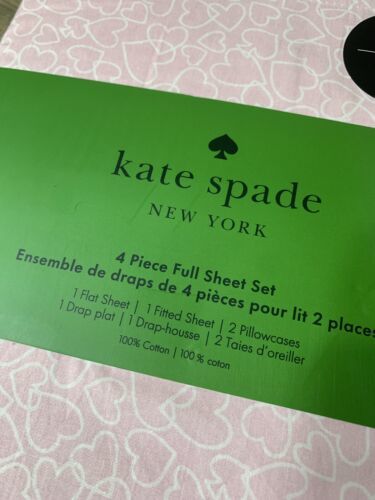 kate spade
NEW YORK
4 Piece Full Sheet Set
Ensemble de draps de 4 pièces pour lit 2 places
1 Flat Sheet | 1 Fitted Sheet | 2 Pillowcases
1 Drap plat | 1 Drap-housse | 2 Taies d'oreiller
100% Cotton | 100 % coton